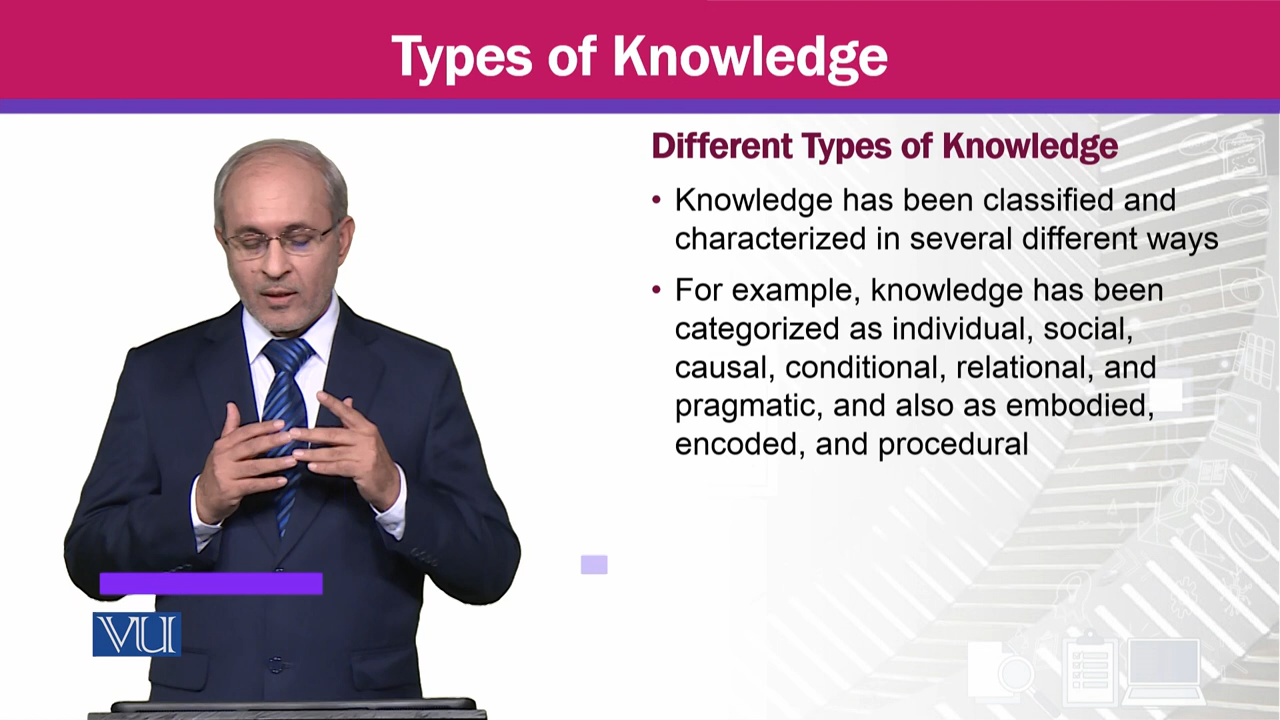 Types of Knowledge
Different Types of Knowledge
• Knowledge has been classified and
characterized in several different ways
• For example, knowledge has been
categorized as individual, social,
causal, conditional, relational, and
pragmatic, and also as embodied,
encoded, and procedural
VU